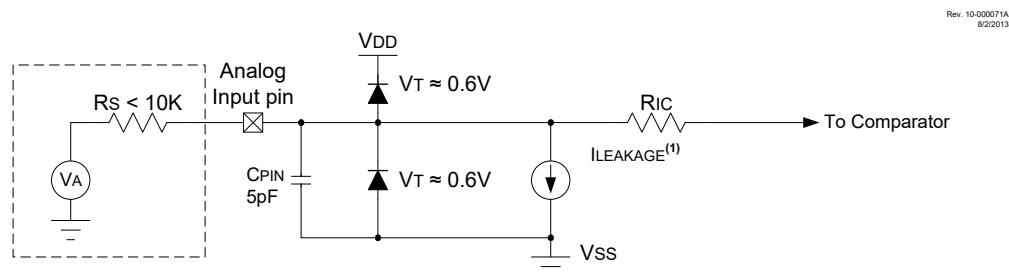 Rev. 10-000071A
8/2/2013
VDD
Analog
Input pin
VT ≈ 0.6V
RS < 10K
RIC
To Comparator
ILEAKAGE(1)
CPIN
5pF
VA
VT ≈ 0.6V
VSS